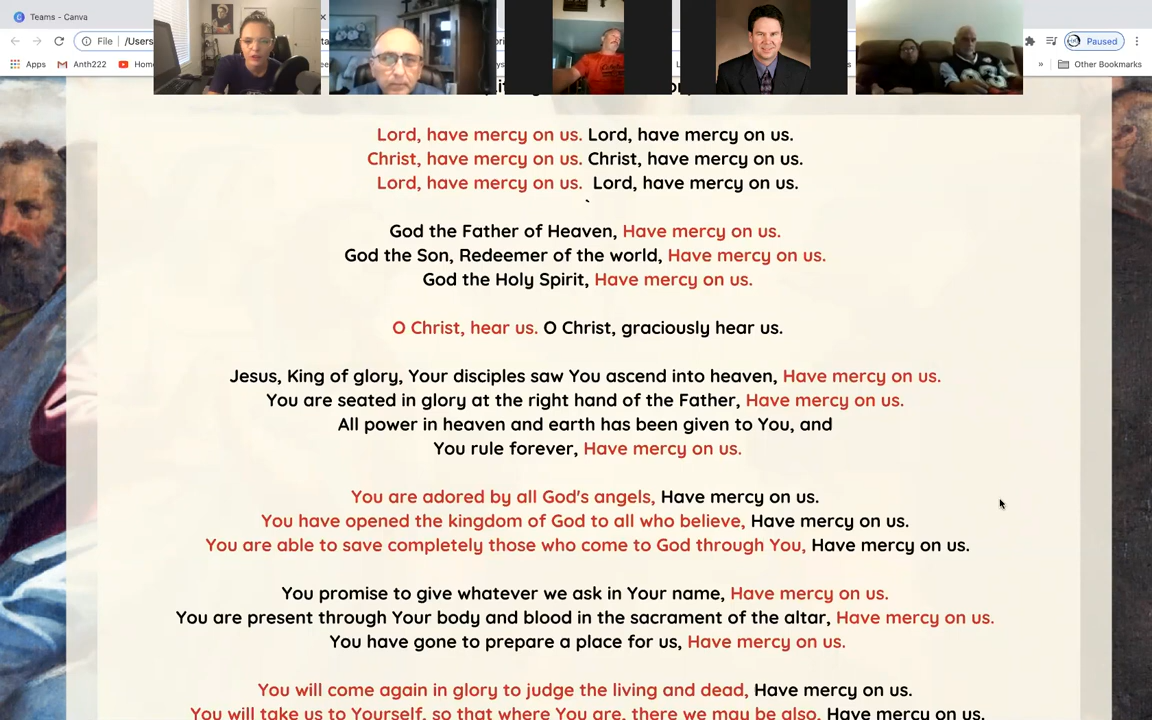 Teams - Canva
File
/Users
Paused
Apps
Anth222
Home
Other Bookmarks
Lord, have mercy on us. Lord, have mercy on us.
Christ, have mercy on us. Christ, have mercy on us.
Lord, have mercy on us. Lord, have mercy on us.
`
God the Father of Heaven, Have mercy on us.
God the Son, Redeemer of the world, Have mercy on us.
God the Holy Spirit, Have mercy on us.
O Christ, hear us. O Christ, graciously hear us.
Jesus, King of glory, Your disciples saw You ascend into heaven, Have mercy on us.
You are seated in glory at the right hand of the Father, Have mercy on us.
All power in heaven and earth has been given to You, and
You rule forever, Have mercy on us.
You are adored by all God's angels, Have mercy on us.
You have opened the kingdom of God to all who believe, Have mercy on us.
You are able to save completely those who come to God through You, Have mercy on us.
You promise to give whatever we ask in Your name, Have mercy on us.
You are present through Your body and blood in the sacrament of the altar, Have mercy on us.
You have gone to prepare a place for us, Have mercy on us.
You will come again in glory to judge the living and dead, Have mercy on us.
You will take us to Yourself, so that where You are, there we may be also, Have mercy on us.